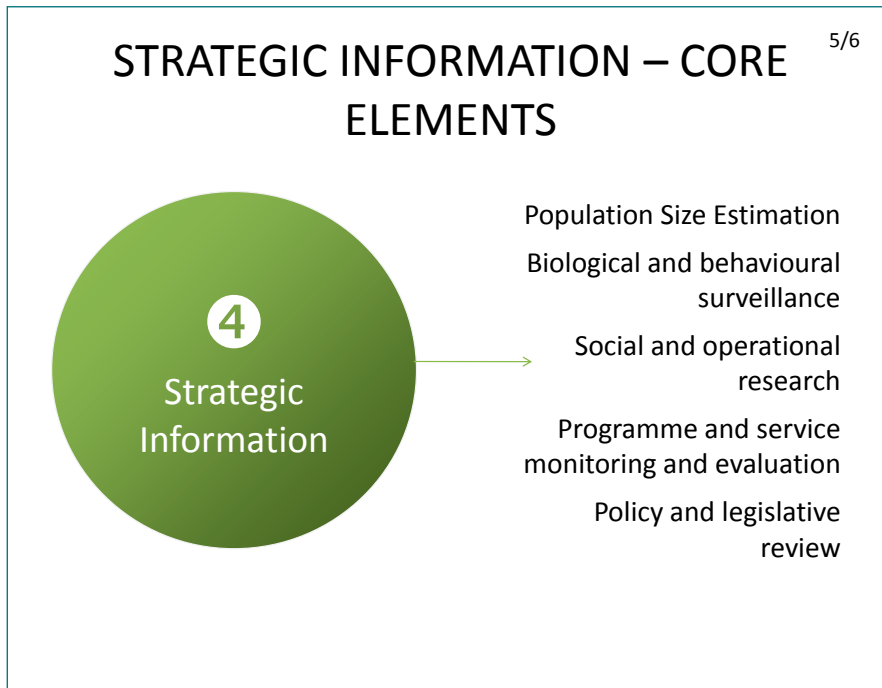 STRATEGIC INFORMATION – CORE
ELEMENTS
5/6
❹
Strategic
Information
Population Size Estimation
Biological and behavioural
surveillance
Social and operational
research
Programme and service
monitoring and evaluation
Policy and legislative
review